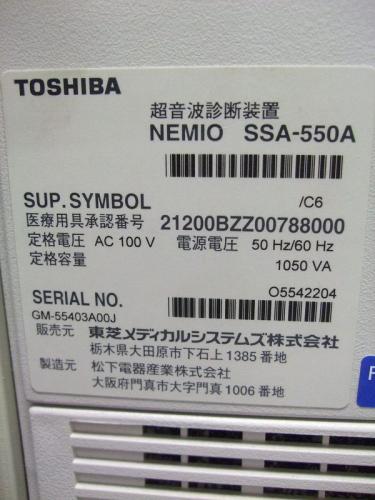 TOSHIBA
超音波診断装置
NEMIO SSA-550A
SUP. SYMBOL /C6
医療用具承認番号 21200BZZ00788000
定格電圧 AC 100 V 電源電圧 50 Hz/60 Hz
定格容量 1050 VA
SERIAL NO. O5542204
GM-55403A00J
販売元 東芝メディカルシステムズ株式会社
栃木県大田原市下石上1385番地
製造元 松下電器産業株式会社
大阪府門真市大字門真1006番地